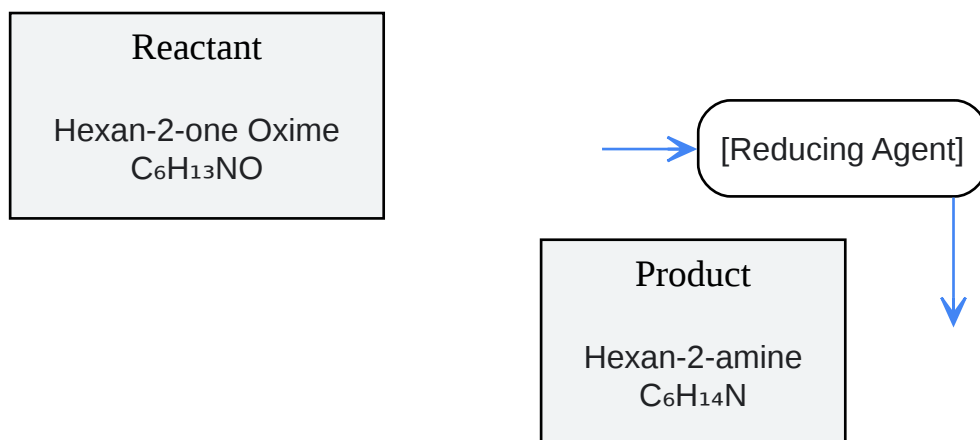 Reactant
Hexan-2-one Oxime
C₆H₁₃NO
[Reducing Agent]
Product
Hexan-2-amine
C₆H₁₄N